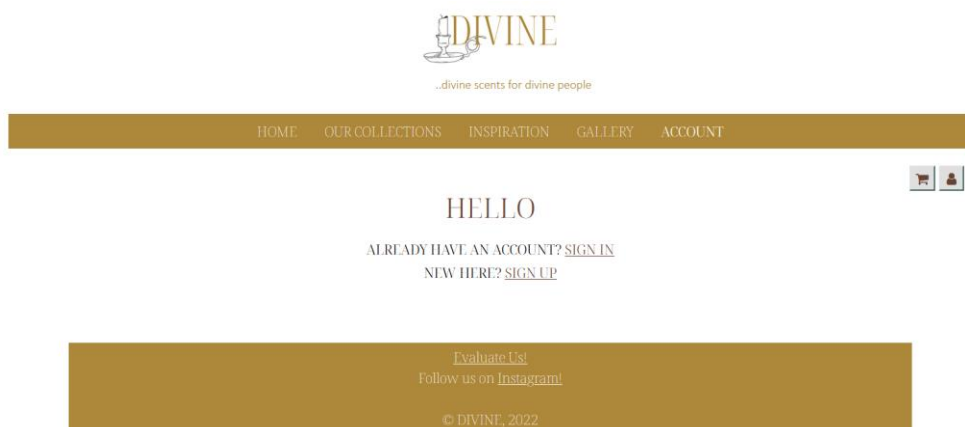 DIVINE
...divine scents for divine people
HOME OUR COLLECTIONS INSPIRATION GALLERY ACCOUNT
HELLO
ALREADY HAVE AN ACCOUNT? SIGN IN
NEW HERE? SIGN UP
Evaluate Us!
Follow us on Instagram!
© DIVINE, 2022